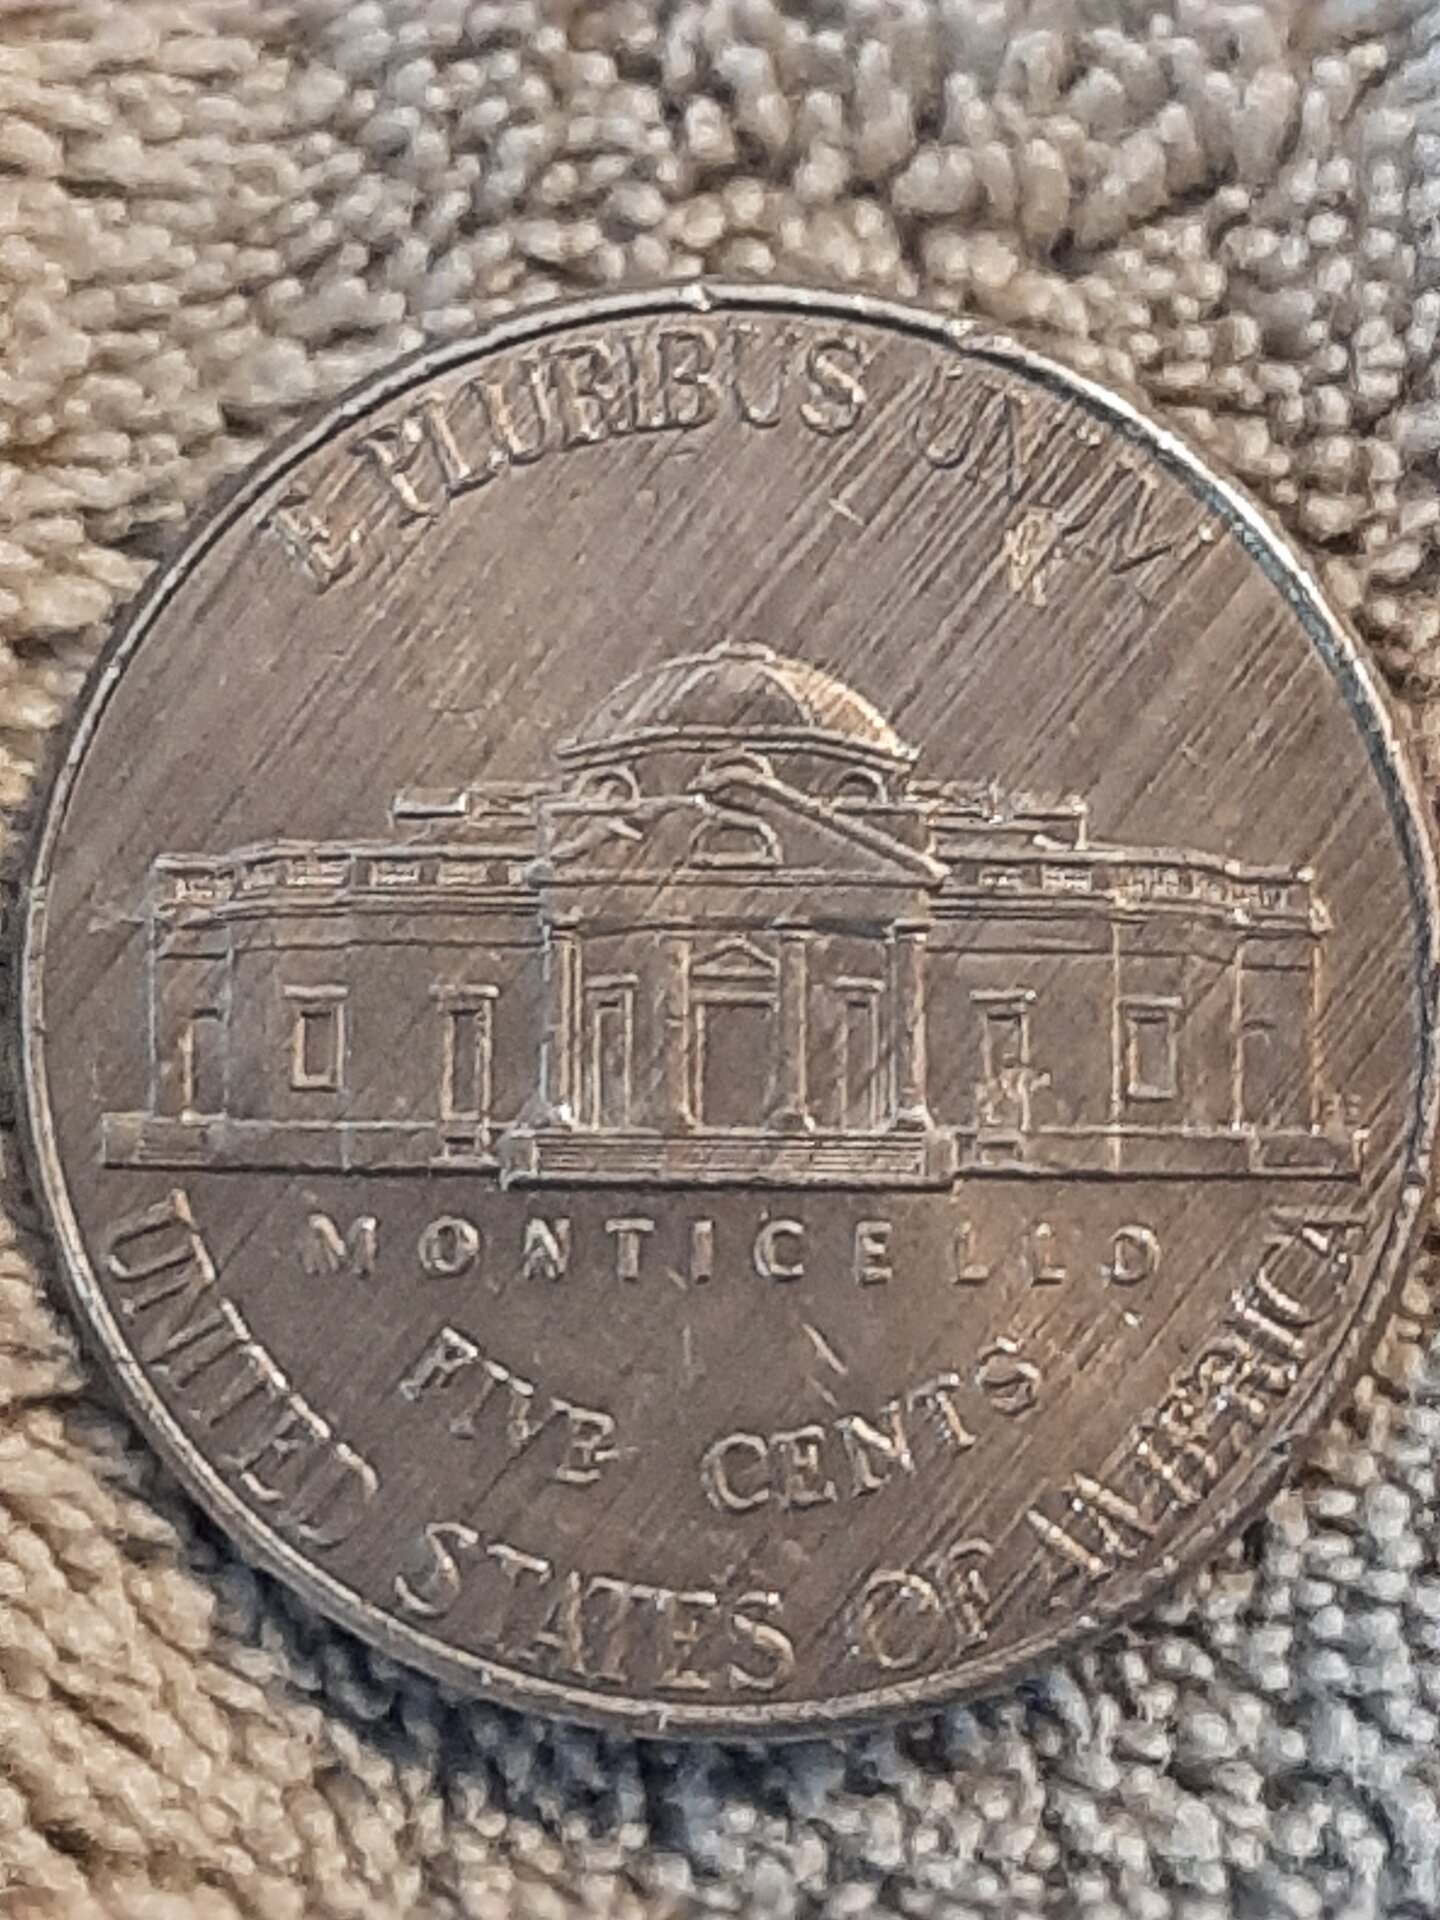 E PLURIBUS UNUM
MONTICELLO
FIVE CENTS
UNITED STATES OF AMERICA